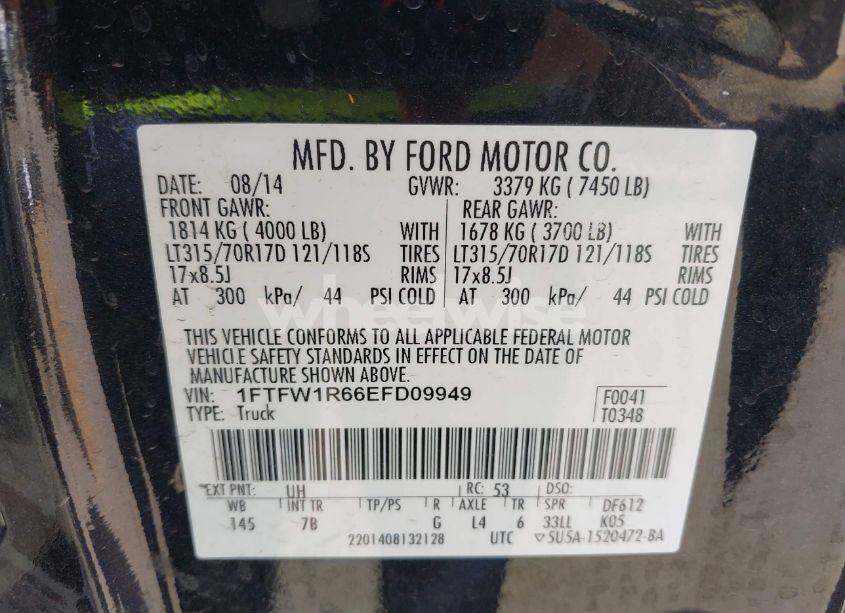 MFD. BY FORD MOTOR CO.
DATE: 08/14 GVWR: 3379 KG ( 7450 LB)
FRONT GAWR: REAR GAWR:
1814 KG ( 4000 LB) WITH 1678 KG ( 3700 LB) WITH
LT315/70R17D 121/118S TIRES LT315/70R17D 121/118S TIRES
17x8.5J RIMS 17x8.5J RIMS
AT 300 kPa/ 44 PSI COLD AT 300 kPa/ 44 PSI COLD
wheelwise
THIS VEHICLE CONFORMS TO ALL APPLICABLE FEDERAL MOTOR
VEHICLE SAFETY STANDARDS IN EFFECT ON THE DATE OF
MANUFACTURE SHOWN ABOVE.
VIN: 1FTFW1R66EFD09949 F0041
TYPE: Truck T0348
EXT PNT: UH RC: 53 DSO:
WB INT TR TP/PS R AXLE TR SPR DF612
145 7B G L4 6 33LL K05
2201408132128 UTC ▽5U5A-1520472-BA